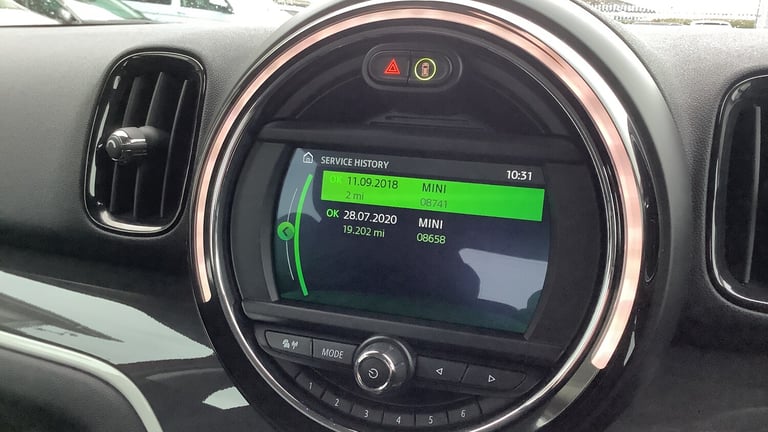 SERVICE HISTORY 10:31
OK 11.09.2018 MINI
2 mi 08741
OK 28.07.2020 MINI
19.202 mi 08658
MODE
1 2 3 4 5 6